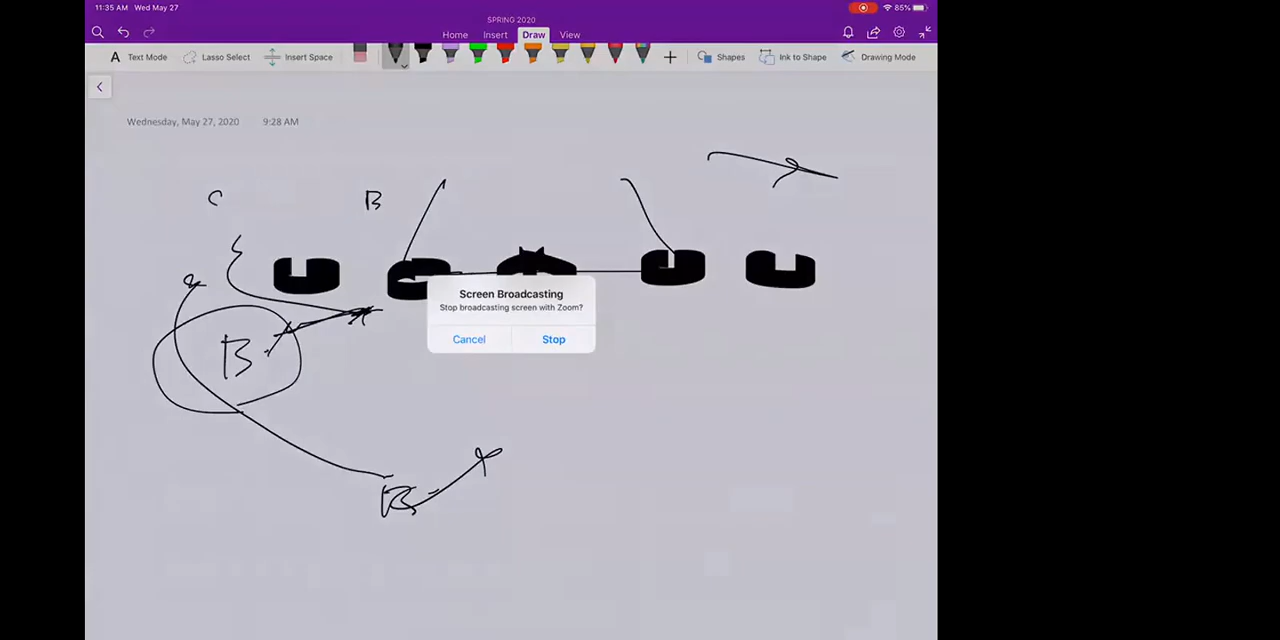 11:35 AM Wed May 27
85%
SPRING 2020
Home Insert Draw View
Text Mode Lasso Select Insert Space Shapes Ink to Shape Drawing Mode
Wednesday, May 27, 2020 9:28 AM
C B
Screen Broadcasting
Stop broadcasting screen with Zoom?
Cancel Stop
B
B